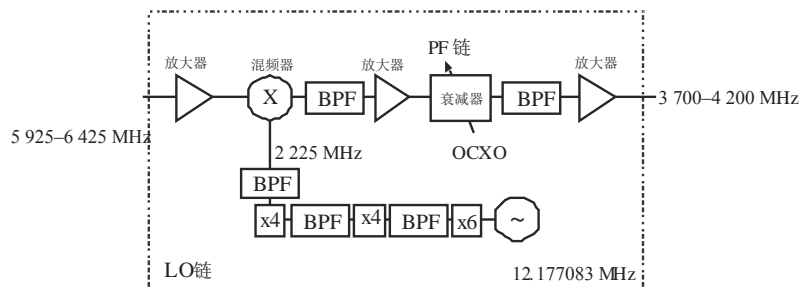 放大器
混频器
放大器
PF 链
放大器
X
BPF
衰减器
BPF
3 700–4 200 MHz
5 925–6 425 MHz
2 225 MHz
OCXO
BPF
x4
BPF
x4
BPF
x6
~
LO链
12.177083 MHz